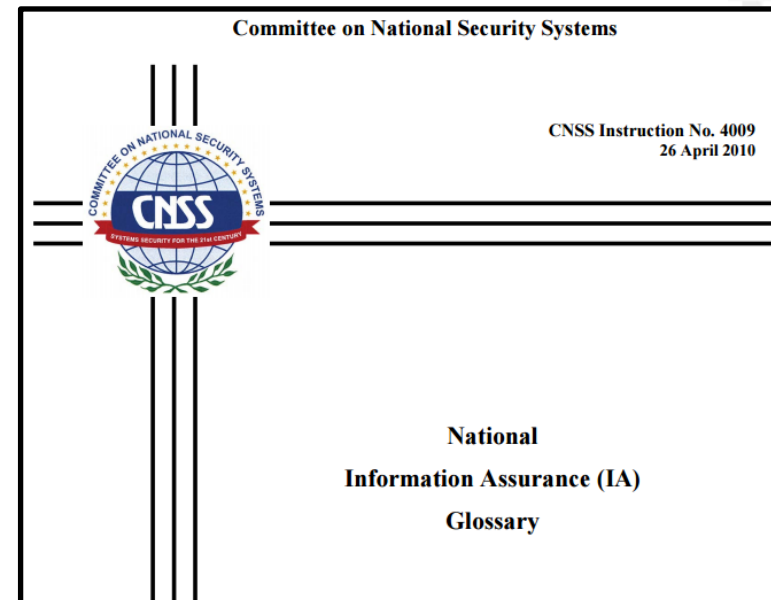 Committee on National Security Systems
CNSS Instruction No. 4009
26 April 2010
COMMITTEE ON NATIONAL SECURITY SYSTEMS
CNSS
SYSTEMS SECURITY FOR THE 21st CENTURY
National
Information Assurance (IA)
Glossary